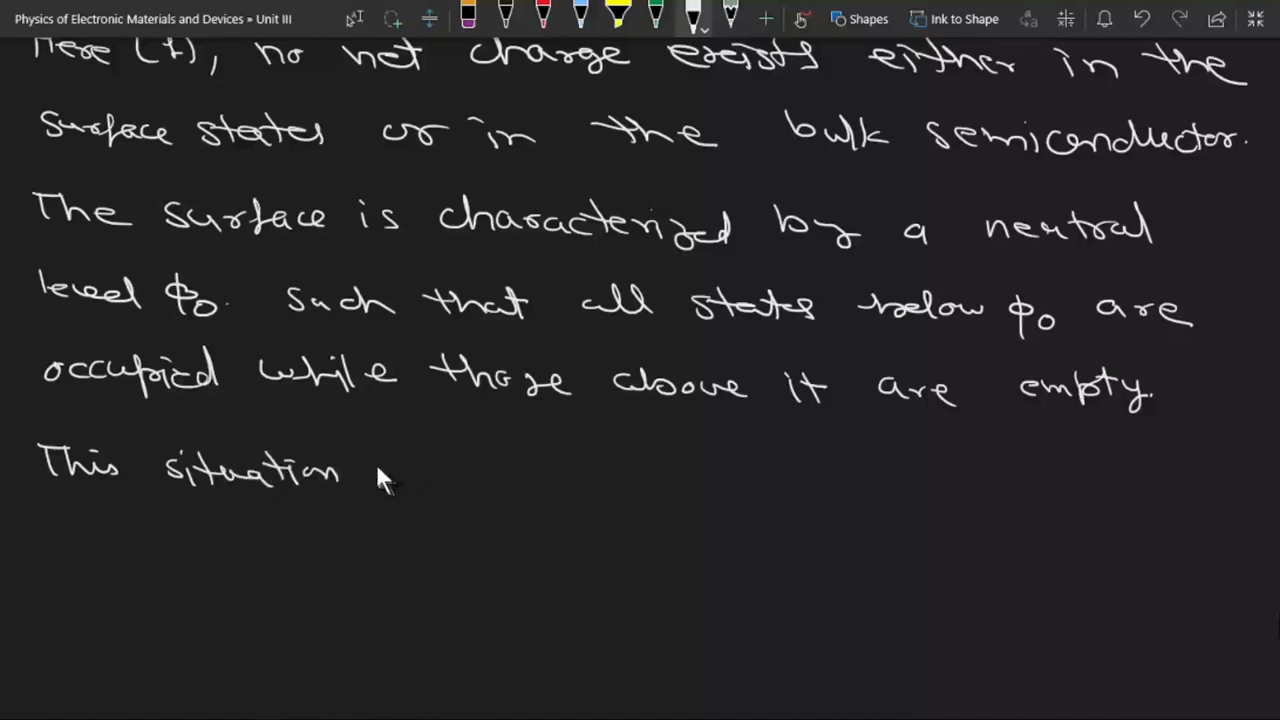 Physics of Electronic Materials and Devices » Unit III
Shapes
Ink to Shape
Here (1), no net charge exists either in the
surface states or in the bulk semiconductor.
The surface is characterized by a neutral
level ϕ₀. Such that all states below ϕ₀ are
occupied while those above it are empty.
This situation